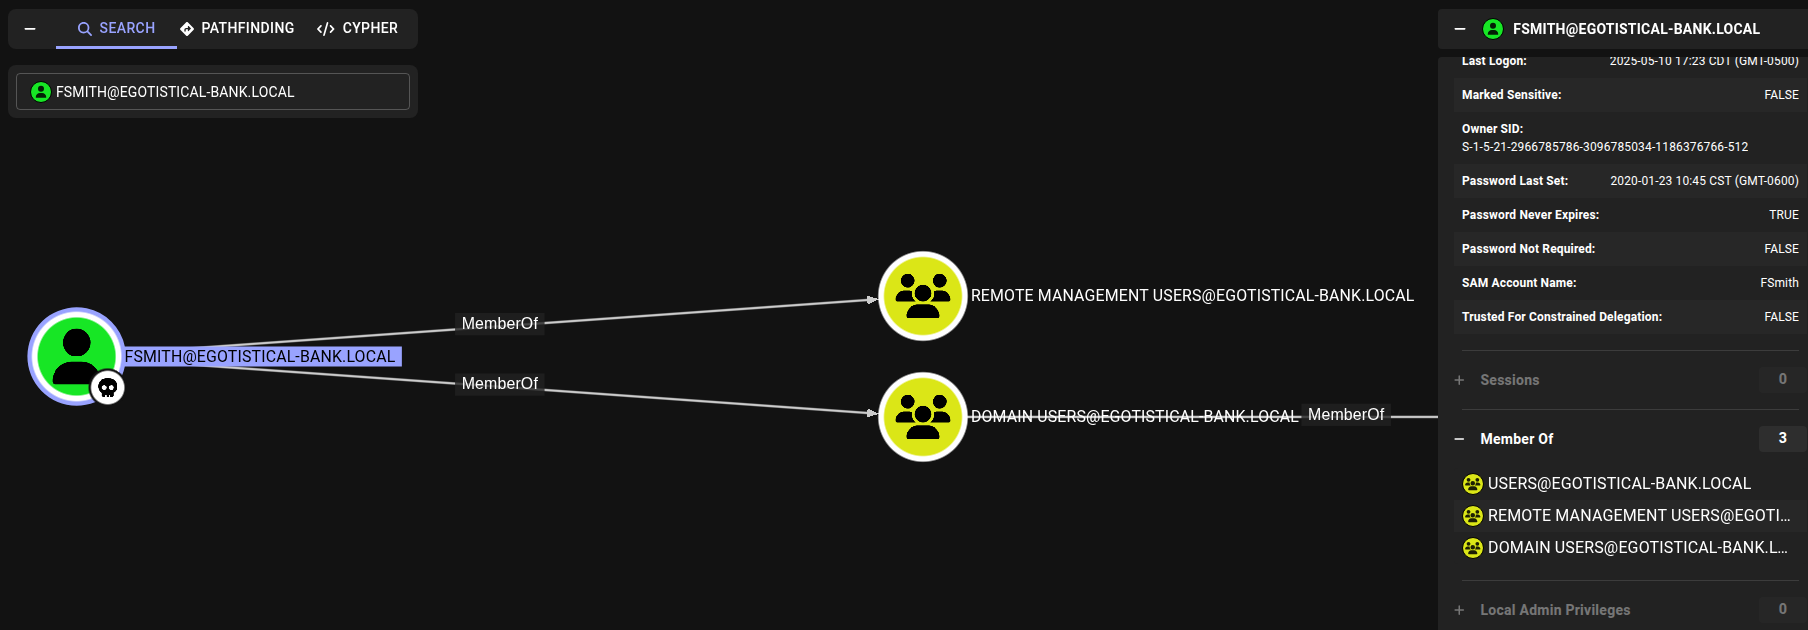 SEARCH
PATHFINDING
CYPHER
FSMITH@EGOTISTICAL-BANK.LOCAL
MemberOf
REMOTE MANAGEMENT USERS@EGOTISTICAL-BANK.LOCAL
FSMITH@EGOTISTICAL-BANK.LOCAL
MemberOf
DOMAIN USERS@EGOTISTICAL-BANK.LOCAL
MemberOf
FSMITH@EGOTISTICAL-BANK.LOCAL
Last Logon: 2025-05-10 17:23 CDT (GMT-0500)
Marked Sensitive: FALSE
Owner SID:
S-1-5-21-2966785786-3096785034-1186376766-512
Password Last Set: 2020-01-23 10:45 CST (GMT-0600)
Password Never Expires: TRUE
Password Not Required: FALSE
SAM Account Name: FSmith
Trusted For Constrained Delegation: FALSE
Sessions 0
Member Of 3
USERS@EGOTISTICAL-BANK.LOCAL
REMOTE MANAGEMENT USERS@EGOTI...
DOMAIN USERS@EGOTISTICAL-BANK.L...
Local Admin Privileges 0